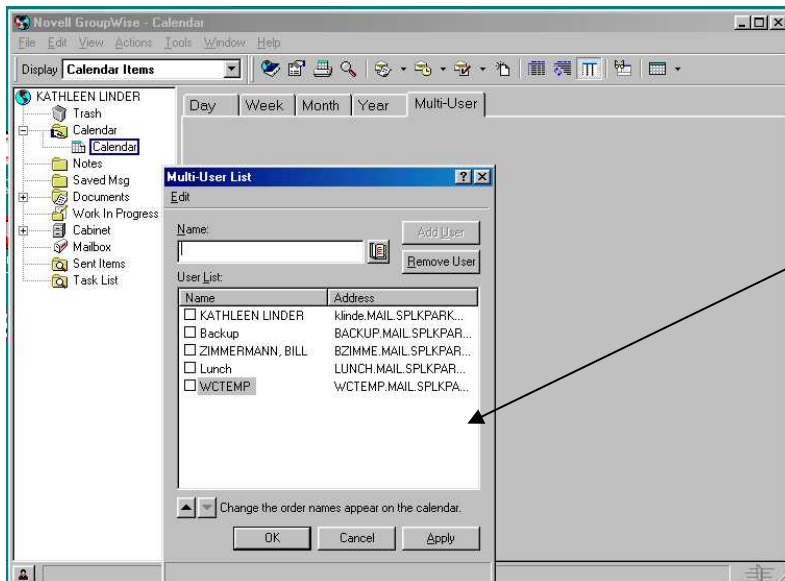 Novell GroupWise - Calendar
File Edit View Actions Tools Window Help
Display Calendar Items
KATHLEEN LINDER
Trash
Calendar
Calendar
Notes
Saved Msg
Documents
Work In Progress
Cabinet
Mailbox
Sent Items
Task List
Day Week Month Year Multi-User
Multi-User List
Edit
Name:
Add User
Remove User
User List:
Name Address
KATHLEEN LINDER klinde.MAIL.SPLKPARK...
Backup BACKUP.MAIL.SPLKPAR...
ZIMMERMANN, BILL BZIMME.MAIL.SPLKPAR...
Lunch LUNCH.MAIL.SPLKPAR...
WCTEMP WCTEMP.MAIL.SPLKPA...
Change the order names appear on the calendar.
OK Cancel Apply